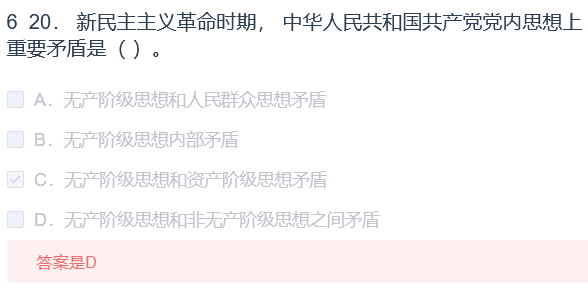 6 20. 新民主主义革命时期， 中华人民共和国共产党党内思想上
重要矛盾是（ ）。
A. 无产阶级思想和人民群众思想矛盾
B. 无产阶级思想内部矛盾
C. 无产阶级思想和资产阶级思想矛盾
D. 无产阶级思想和非无产阶级思想之间矛盾
答案是D